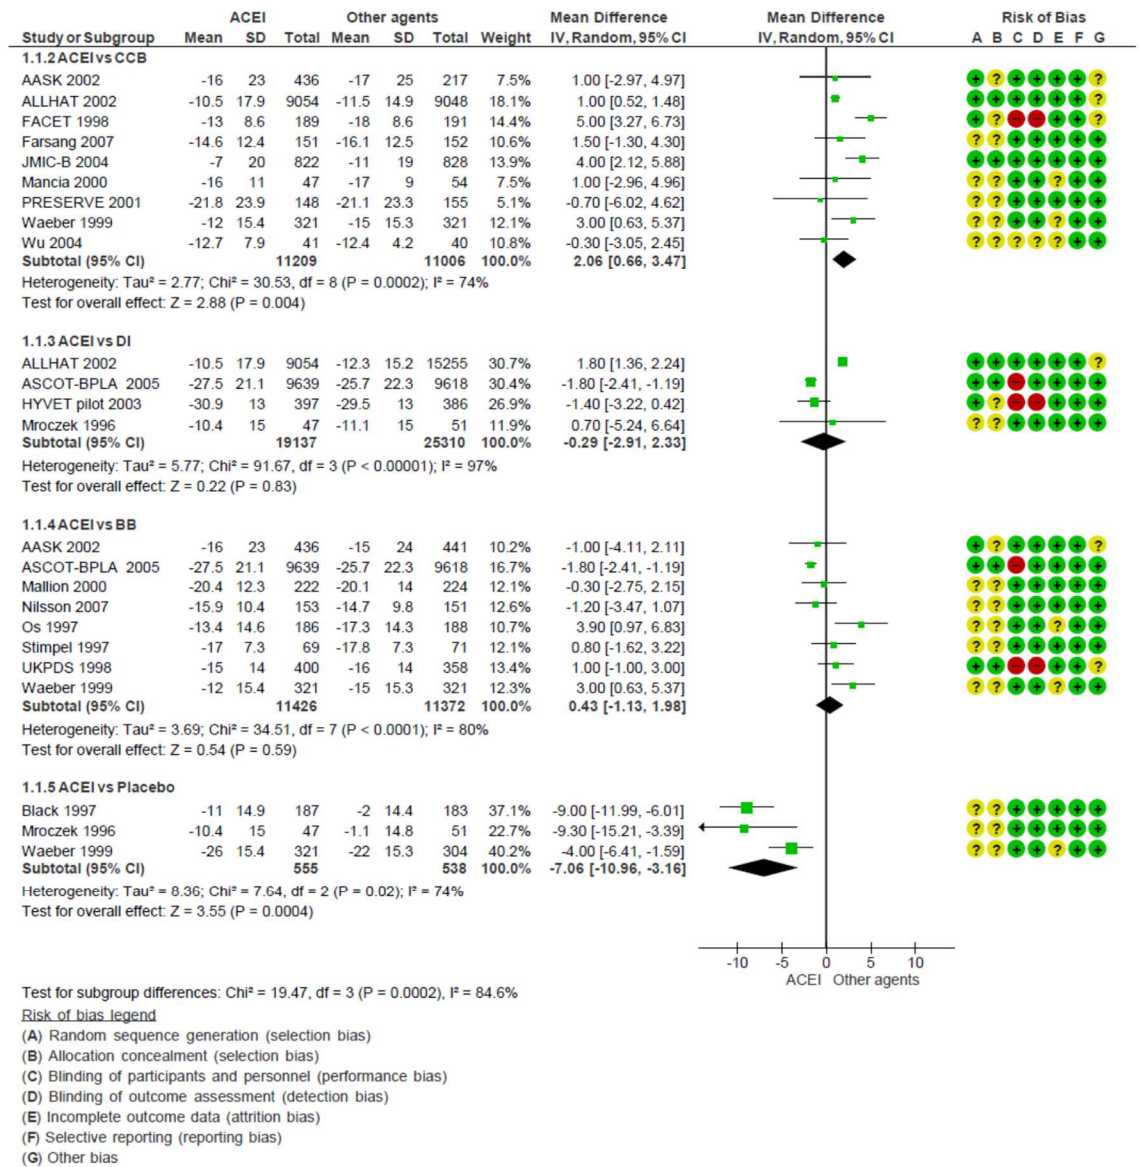 ACEI Other agents Mean Difference Mean Difference Risk of Bias
Study or Subgroup Mean SD Total Mean SD Total Weight IV, Random, 95% CI IV, Random, 95% CI A B C D E F G
1.1.2 ACEI vs CCB
AASK 2002 -16 23 436 -17 25 217 7.5% 1.00 [-2.97, 4.97] + ? + + + + ?
ALLHAT 2002 -10.5 17.9 9054 -11.5 14.9 9048 18.1% 1.00 [0.52, 1.48] + + + + + + ?
FACET 1998 -13 8.6 189 -18 8.6 191 14.4% 5.00 [3.27, 6.73] + ? - - + + ?
Farsang 2007 -14.6 12.4 151 -16.1 12.5 152 10.6% 1.50 [-1.30, 4.30] ? ? + + + + +
JMIC-B 2004 -7 20 822 -11 19 828 13.9% 4.00 [2.12, 5.88] + + + + + + +
Mancia 2000 -16 11 47 -17 9 54 7.5% 1.00 [-2.96, 4.96] ? ? + + ? + +
PRESERVE 2001 -21.8 23.9 148 -21.1 23.3 155 5.1% -0.70 [-6.02, 4.62] ? ? + + + + +
Waeber 1999 -12 15.4 321 -15 15.3 321 12.1% 3.00 [0.63, 5.37] ? ? + + ? + +
Wu 2004 -12.7 7.9 41 -12.4 4.2 40 10.8% -0.30 [-3.05, 2.45] ? ? ? ? ? + +
Subtotal (95% CI) 11209 11006 100.0% 2.06 [0.66, 3.47]
Heterogeneity: Tau² = 2.77; Chi² = 30.53, df = 8 (P = 0.0002); I² = 74%
Test for overall effect: Z = 2.88 (P = 0.004)
1.1.3 ACEI vs DI
ALLHAT 2002 -10.5 17.9 9054 -12.3 15.2 15255 30.7% 1.80 [1.36, 2.24] + + + + + + ?
ASCOT-BPLA 2005 -27.5 21.1 9639 -25.7 22.3 9618 30.4% -1.80 [-2.41, -1.19] + + - + + + +
HYVET pilot 2003 -30.9 13 397 -29.5 13 386 26.9% -1.40 [-3.22, 0.42] + ? - - + + +
Mroczek 1996 -10.4 15 47 -11.1 15 51 11.9% 0.70 [-5.24, 6.64] ? ? + + + + +
Subtotal (95% CI) 19137 25310 100.0% -0.29 [-2.91, 2.33]
Heterogeneity: Tau² = 5.77; Chi² = 91.67, df = 3 (P < 0.00001); I² = 97%
Test for overall effect: Z = 0.22 (P = 0.83)
1.1.4 ACEI vs BB
AASK 2002 -16 23 436 -15 24 441 10.2% -1.00 [-4.11, 2.11] + ? + + + + ?
ASCOT-BPLA 2005 -27.5 21.1 9639 -25.7 22.3 9618 16.7% -1.80 [-2.41, -1.19] + + - + + + +
Mallion 2000 -20.4 12.3 222 -20.1 14 224 12.1% -0.30 [-2.75, 2.15] ? ? + + + + +
Nilsson 2007 -15.9 10.4 153 -14.7 9.8 151 12.6% -1.20 [-3.47, 1.07] ? ? + + + + +
Os 1997 -13.4 14.6 186 -17.3 14.3 188 10.7% 3.90 [0.97, 6.83] ? ? + + ? + +
Stimpel 1997 -17 7.3 69 -17.8 7.3 71 12.1% 0.80 [-1.62, 3.22] ? ? + + + + +
UKPDS 1998 -15 14 400 -16 14 358 13.4% 1.00 [-1.00, 3.00] + + - - + + ?
Waeber 1999 -12 15.4 321 -15 15.3 321 12.3% 3.00 [0.63, 5.37] ? ? + + ? + +
Subtotal (95% CI) 11426 11372 100.0% 0.43 [-1.13, 1.98]
Heterogeneity: Tau² = 3.69; Chi² = 34.51, df = 7 (P < 0.0001); I² = 80%
Test for overall effect: Z = 0.54 (P = 0.59)
1.1.5 ACEI vs Placebo
Black 1997 -11 14.9 187 -2 14.4 183 37.1% -9.00 [-11.99, -6.01] ? ? + + + + +
Mroczek 1996 -10.4 15 47 -1.1 14.8 51 22.7% -9.30 [-15.21, -3.39] ? ? + + + + +
Waeber 1999 -26 15.4 321 -22 15.3 304 40.2% -4.00 [-6.41, -1.59] ? ? + + ? + +
Subtotal (95% CI) 555 538 100.0% -7.06 [-10.96, -3.16]
Heterogeneity: Tau² = 8.36; Chi² = 7.64, df = 2 (P = 0.02); I² = 74%
Test for overall effect: Z = 3.55 (P = 0.0004)
-10 -5 0 5 10
ACEI Other agents
Test for subgroup differences: Chi² = 19.47, df = 3 (P = 0.0002), I² = 84.6%
Risk of bias legend
(A) Random sequence generation (selection bias)
(B) Allocation concealment (selection bias)
(C) Blinding of participants and personnel (performance bias)
(D) Blinding of outcome assessment (detection bias)
(E) Incomplete outcome data (attrition bias)
(F) Selective reporting (reporting bias)
(G) Other bias